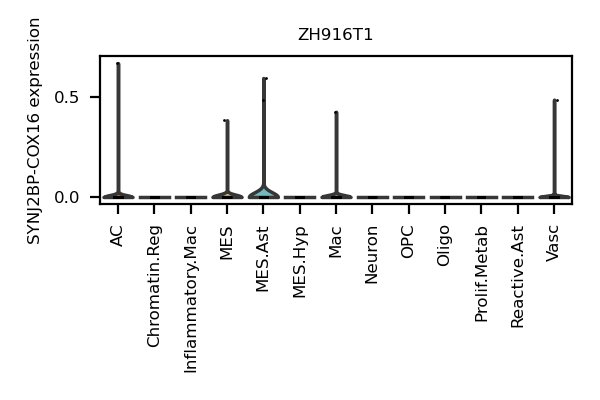 ZH916T1
SYNJ2BP-COX16 expression
0.5
0.0
AC
Chromatin.Reg
Inflammatory.Mac
MES
MES.Ast
MES.Hyp
Mac
Neuron
OPC
Oligo
Prolif.Metab
Reactive.Ast
Vasc